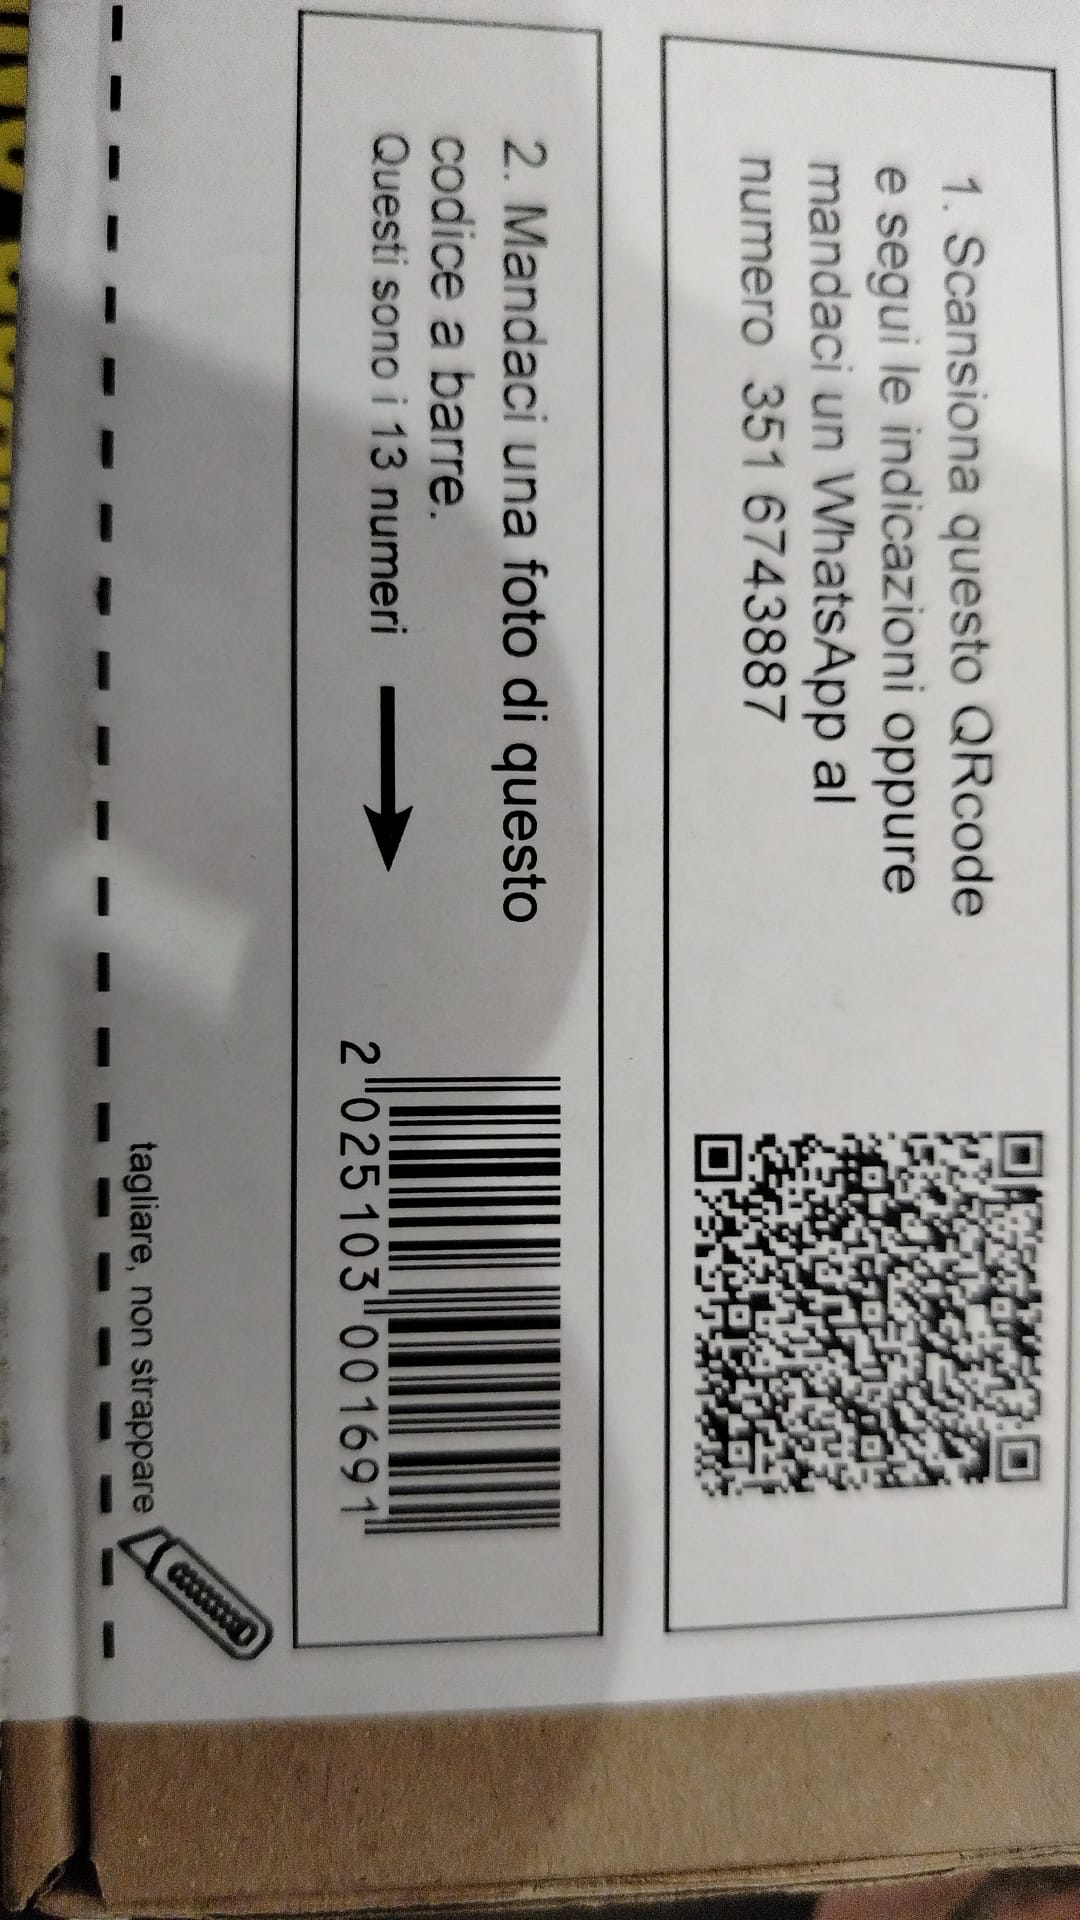 1. Scansiona questo QRcode
e segui le indicazioni oppure
mandaci un WhatsApp al
numero 351 6743887
2. Mandaci una foto di questo
codice a barre.
Questi sono i 13 numeri
2 025103 001691
tagliare, non strappare